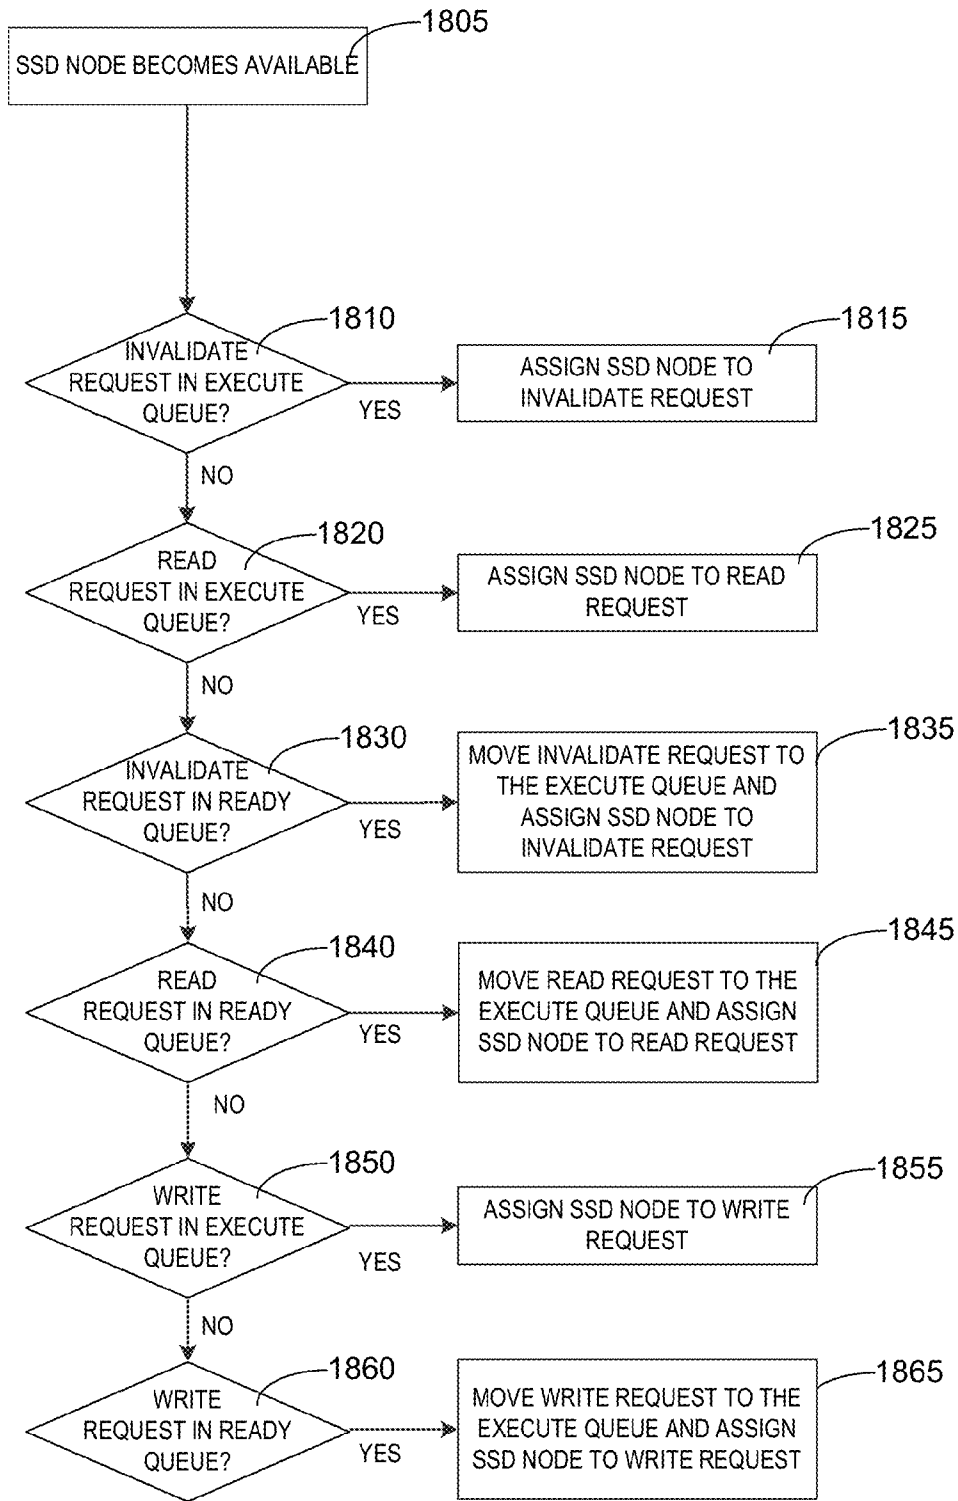 1805
SSD NODE BECOMES AVAILABLE
1810
INVALIDATE
REQUEST IN EXECUTE
QUEUE?
YES
NO
1815
ASSIGN SSD NODE TO
INVALIDATE REQUEST
1820
READ
REQUEST IN EXECUTE
QUEUE?
YES
NO
1825
ASSIGN SSD NODE TO READ
REQUEST
1830
INVALIDATE
REQUEST IN READY
QUEUE?
YES
NO
1835
MOVE INVALIDATE REQUEST TO
THE EXECUTE QUEUE AND
ASSIGN SSD NODE TO
INVALIDATE REQUEST
1840
READ
REQUEST IN READY
QUEUE?
YES
NO
1845
MOVE READ REQUEST TO THE
EXECUTE QUEUE AND ASSIGN
SSD NODE TO READ REQUEST
1850
WRITE
REQUEST IN EXECUTE
QUEUE?
YES
NO
1855
ASSIGN SSD NODE TO WRITE
REQUEST
1860
WRITE
REQUEST IN READY
QUEUE?
YES
1865
MOVE WRITE REQUEST TO THE
EXECUTE QUEUE AND ASSIGN
SSD NODE TO WRITE REQUEST